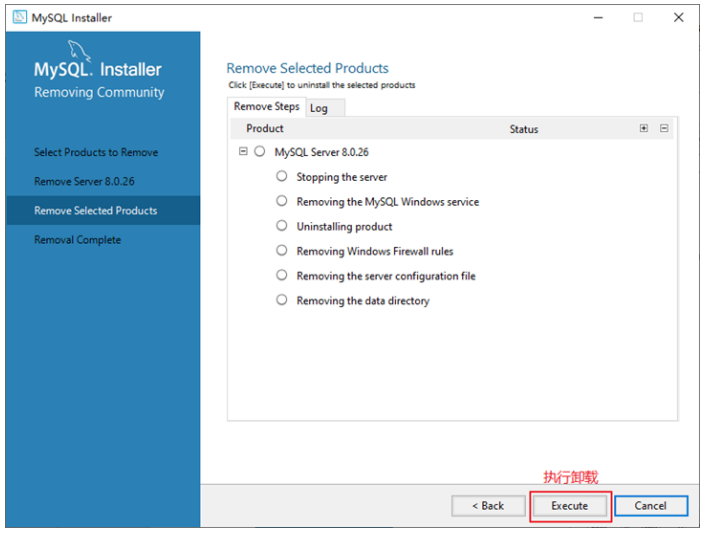 MySQL Installer
MySQL. Installer
Removing Community
Select Products to Remove
Remove Server 8.0.26
Remove Selected Products
Removal Complete
Remove Selected Products
Click [Execute] to uninstall the selected products
Remove Steps Log
Product Status
MySQL Server 8.0.26
Stopping the server
Removing the MySQL Windows service
Uninstalling product
Removing Windows Firewall rules
Removing the server configuration file
Removing the data directory
执行卸载
< Back Execute Cancel